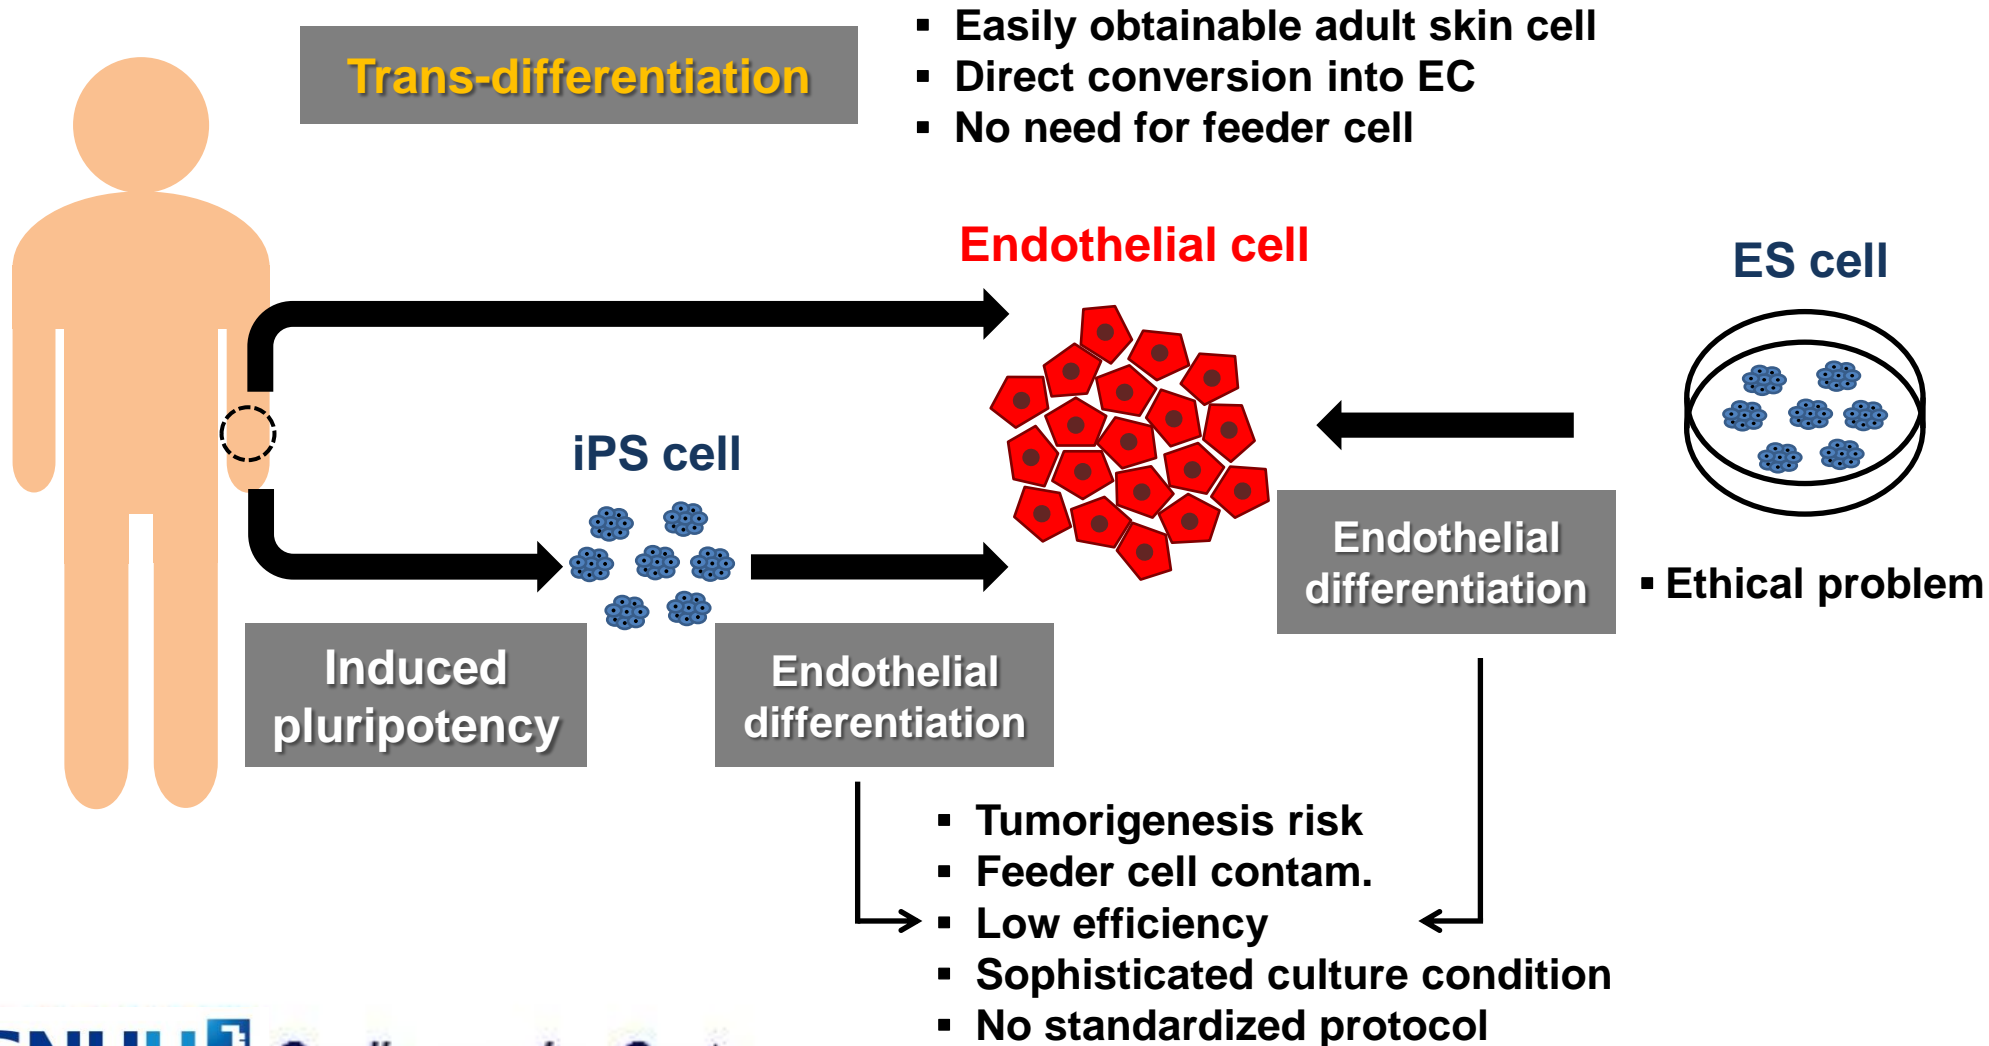 Trans-differentiation
▪ Easily obtainable adult skin cell
▪ Direct conversion into EC
▪ No need for feeder cell
Endothelial cell
ES cell
iPS cell
Endothelial
differentiation
▪ Ethical problem
Induced
pluripotency
Endothelial
differentiation
▪ Tumorigenesis risk
▪ Feeder cell contam.
▪ Low efficiency
▪ Sophisticated culture condition
▪ No standardized protocol